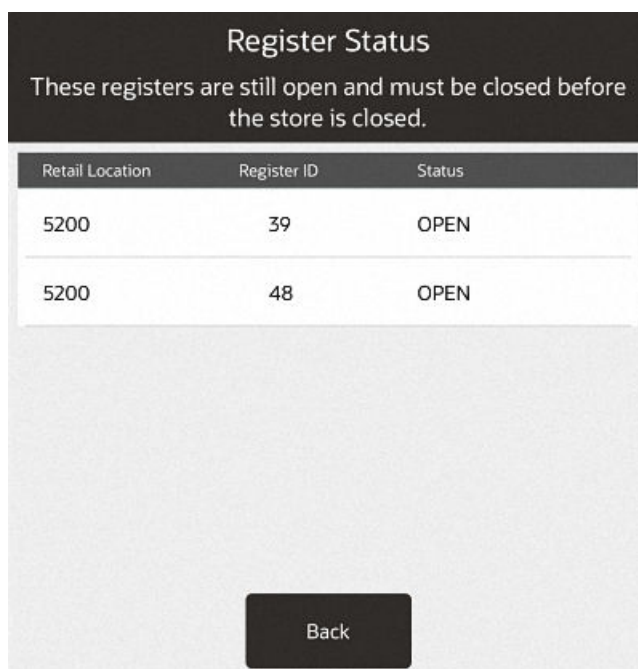 Register Status
These registers are still open and must be closed before
the store is closed.
Retail Location Register ID Status
5200 39 OPEN
5200 48 OPEN
Back